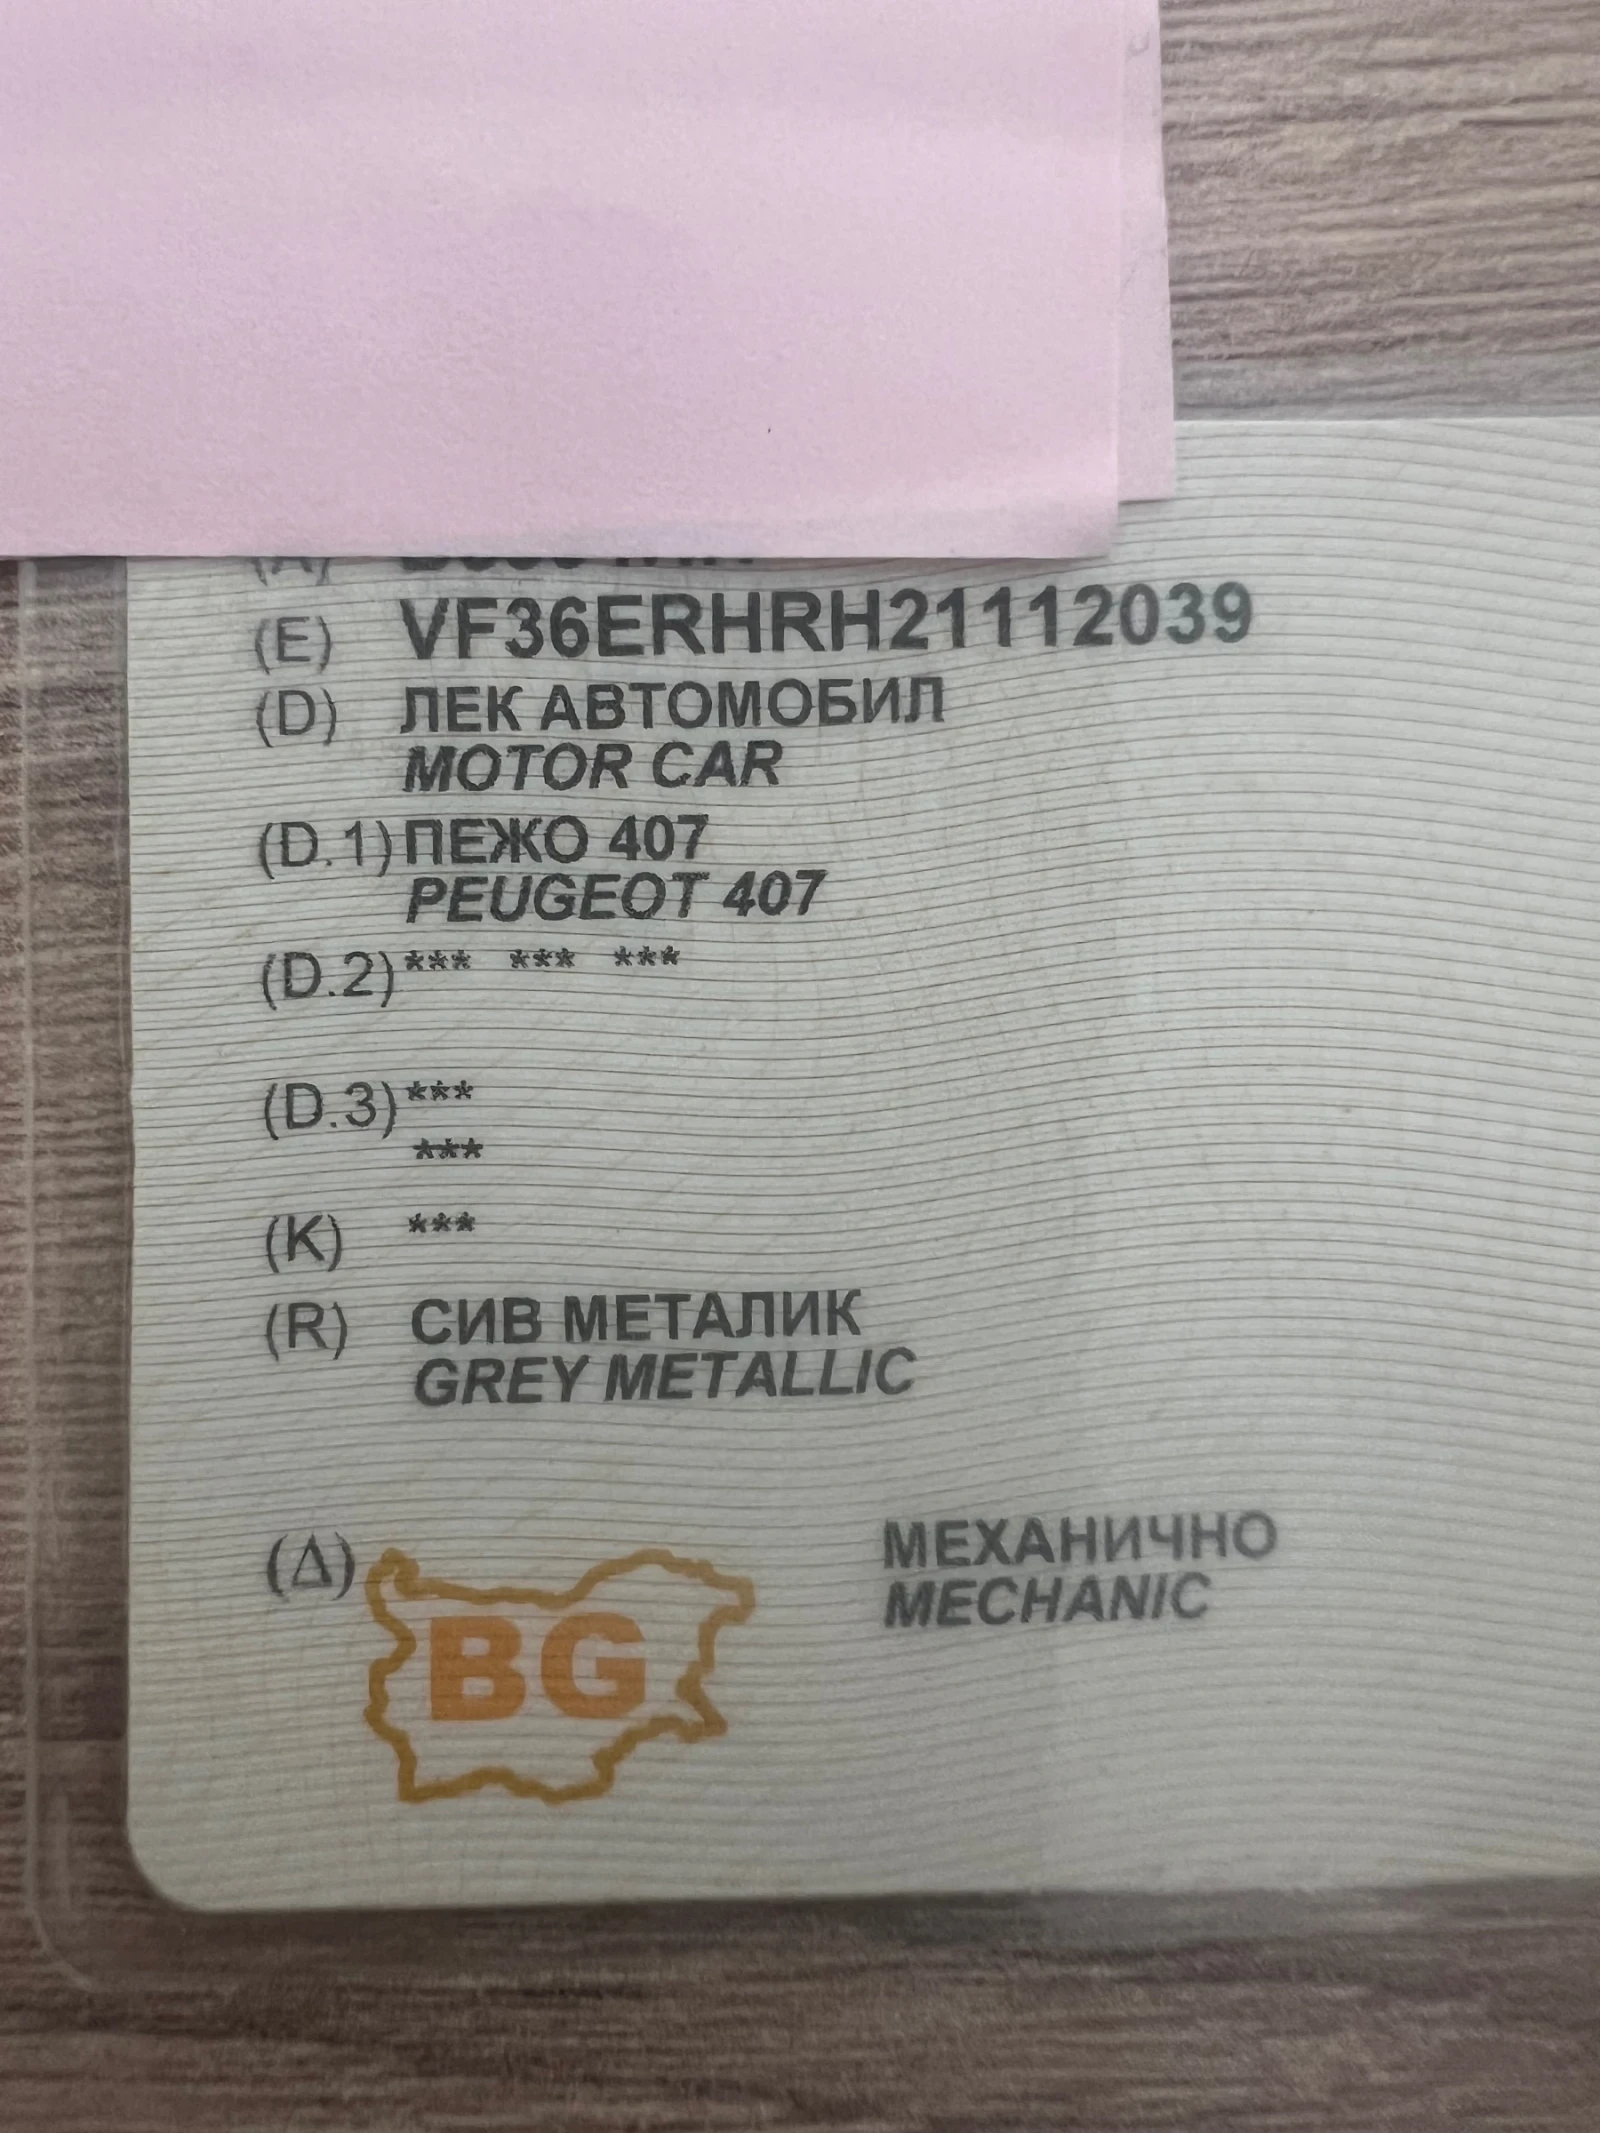 (A)
(E) VF36ERHRH21112039
(D) ЛЕК АВТОМОБИЛ
MOTOR CAR
(D.1) ПЕЖО 407
PEUGEOT 407
(D.2) *** *** ***
(D.3) ***
***
(K) ***
(R) СИВ МЕТАЛИК
GREY METALLIC
(Δ) МЕХАНИЧНО
MECHANIC
BG